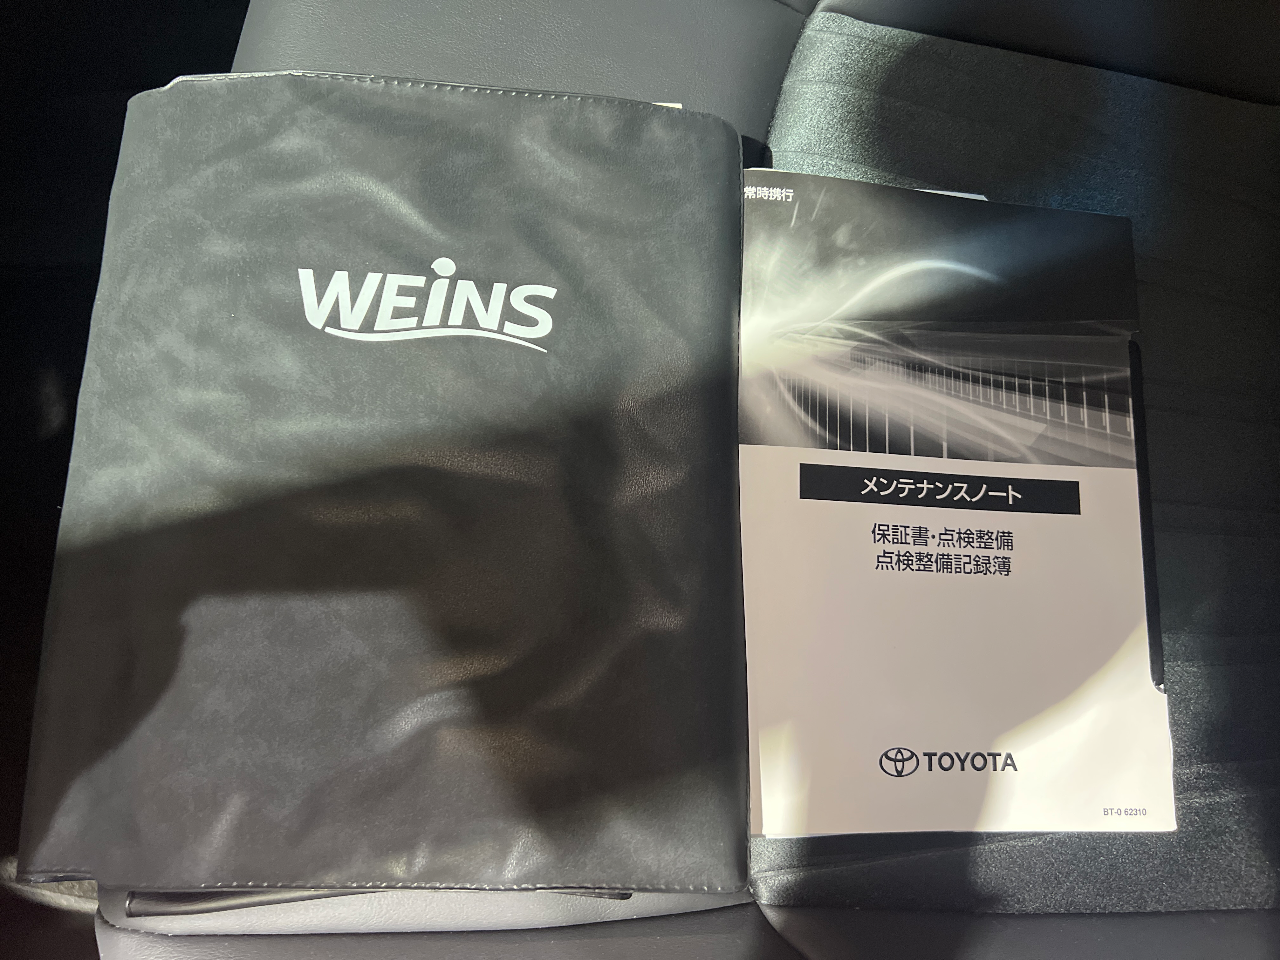 WEiNS
常時携行
メンテナンスノート
保証書・点検整備
点検整備記録簿
TOYOTA
BT-0 62310